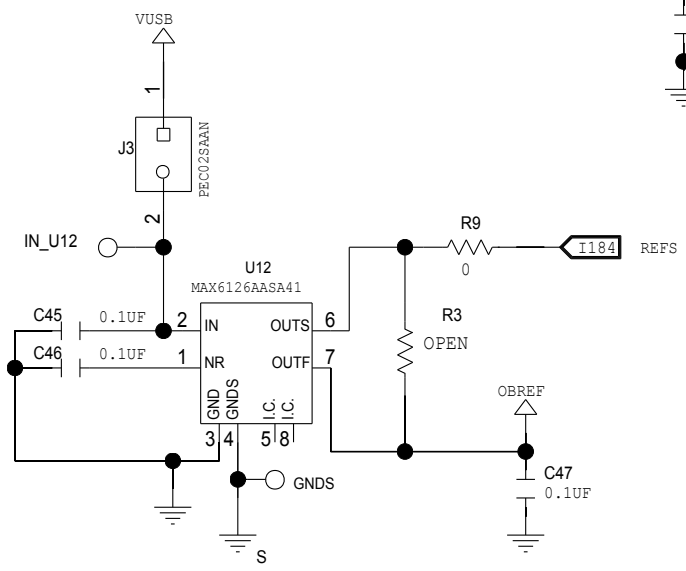 VUSB
1
J3
PEC02SAAN
2
IN_U12
R9
0
I184 REFS
U12
MAX6126AASA41
C45 0.1UF 2 IN OUTS 6
R3
OPEN
C46 0.1UF 1 NR OUTF 7
GND GNDS I.C. I.C.
3 4 5 8
OBREF
C47
0.1UF
GNDS
S